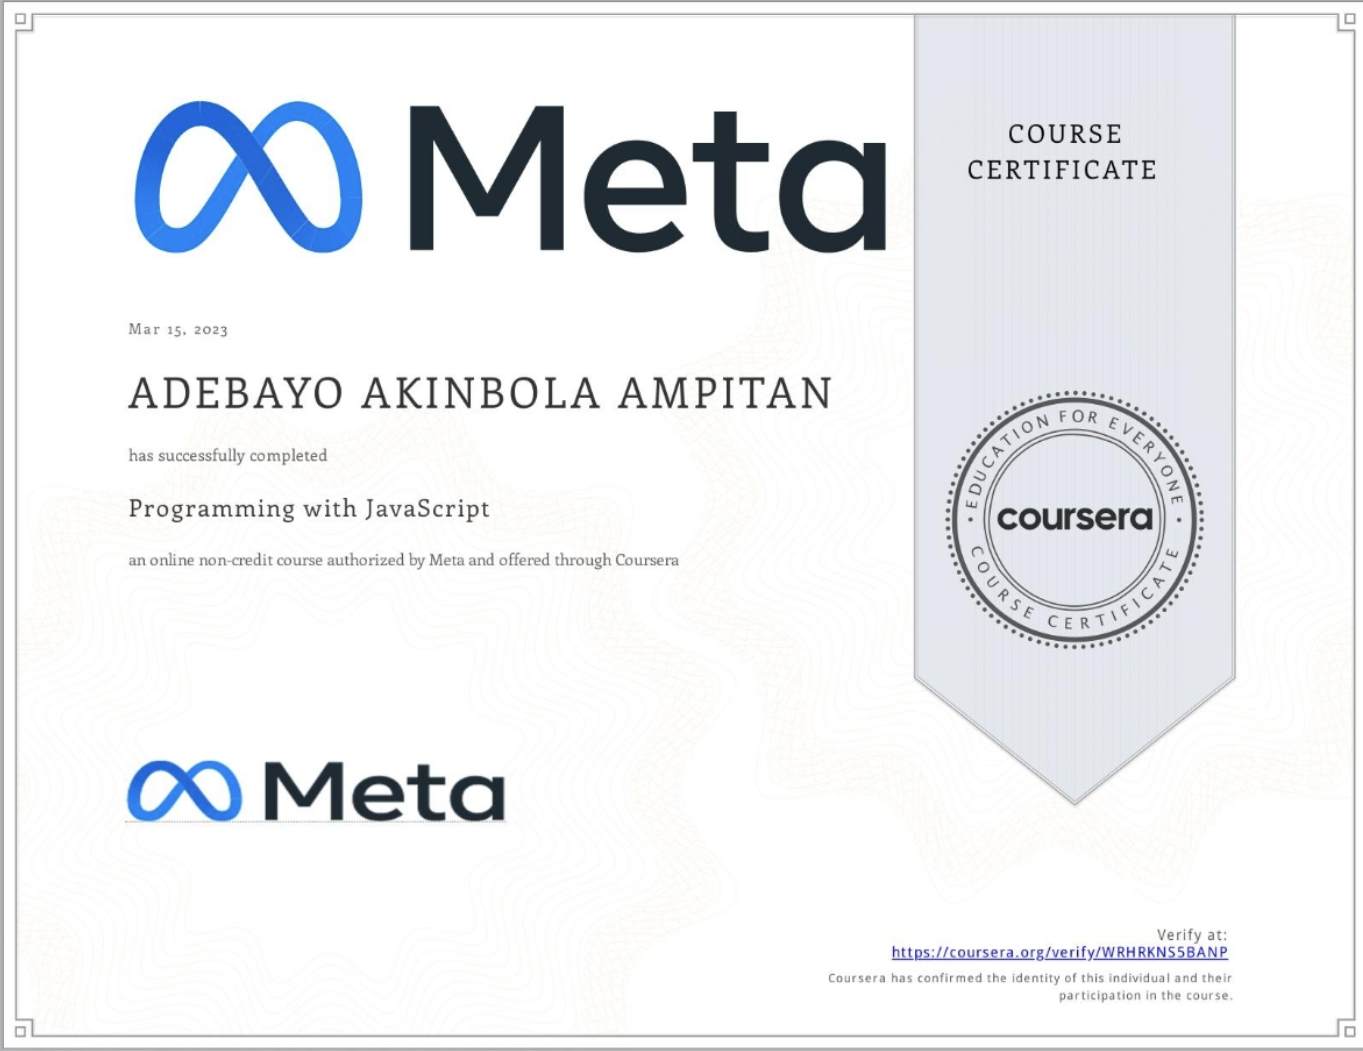 Meta
COURSE
CERTIFICATE
Mar 15, 2023
ADEBAYO AKINBOLA AMPITAN
has successfully completed
Programming with JavaScript
an online non-credit course authorized by Meta and offered through Coursera
EDUCATION FOR EVERYONE
coursera
COURSE CERTIFICATE
Meta
Verify at:
https://coursera.org/verify/WRHRKNS5BANP
Coursera has confirmed the identity of this individual and their
participation in the course.